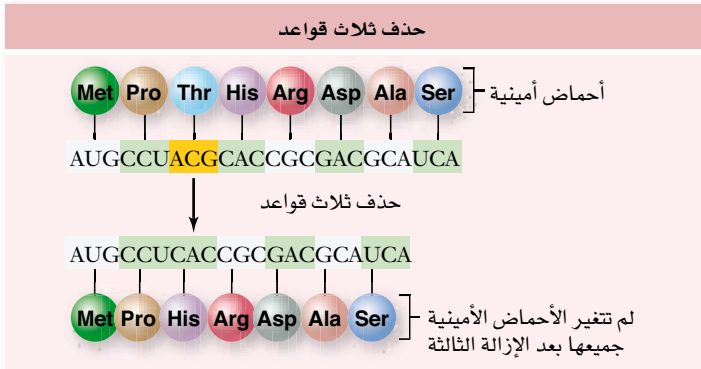 حذف ثلاث قواعد
Met Pro Thr His Arg Asp Ala Ser
أحماض أمينية
AUGCCUACGCACCGCGACGCAUCA
حذف ثلاث قواعد
AUGCCUCACCGCGACGCAUCA
Met Pro His Arg Asp Ala Ser
لم تتغير الأحماض الأمينية
جميعها بعد الإزالة الثالثة